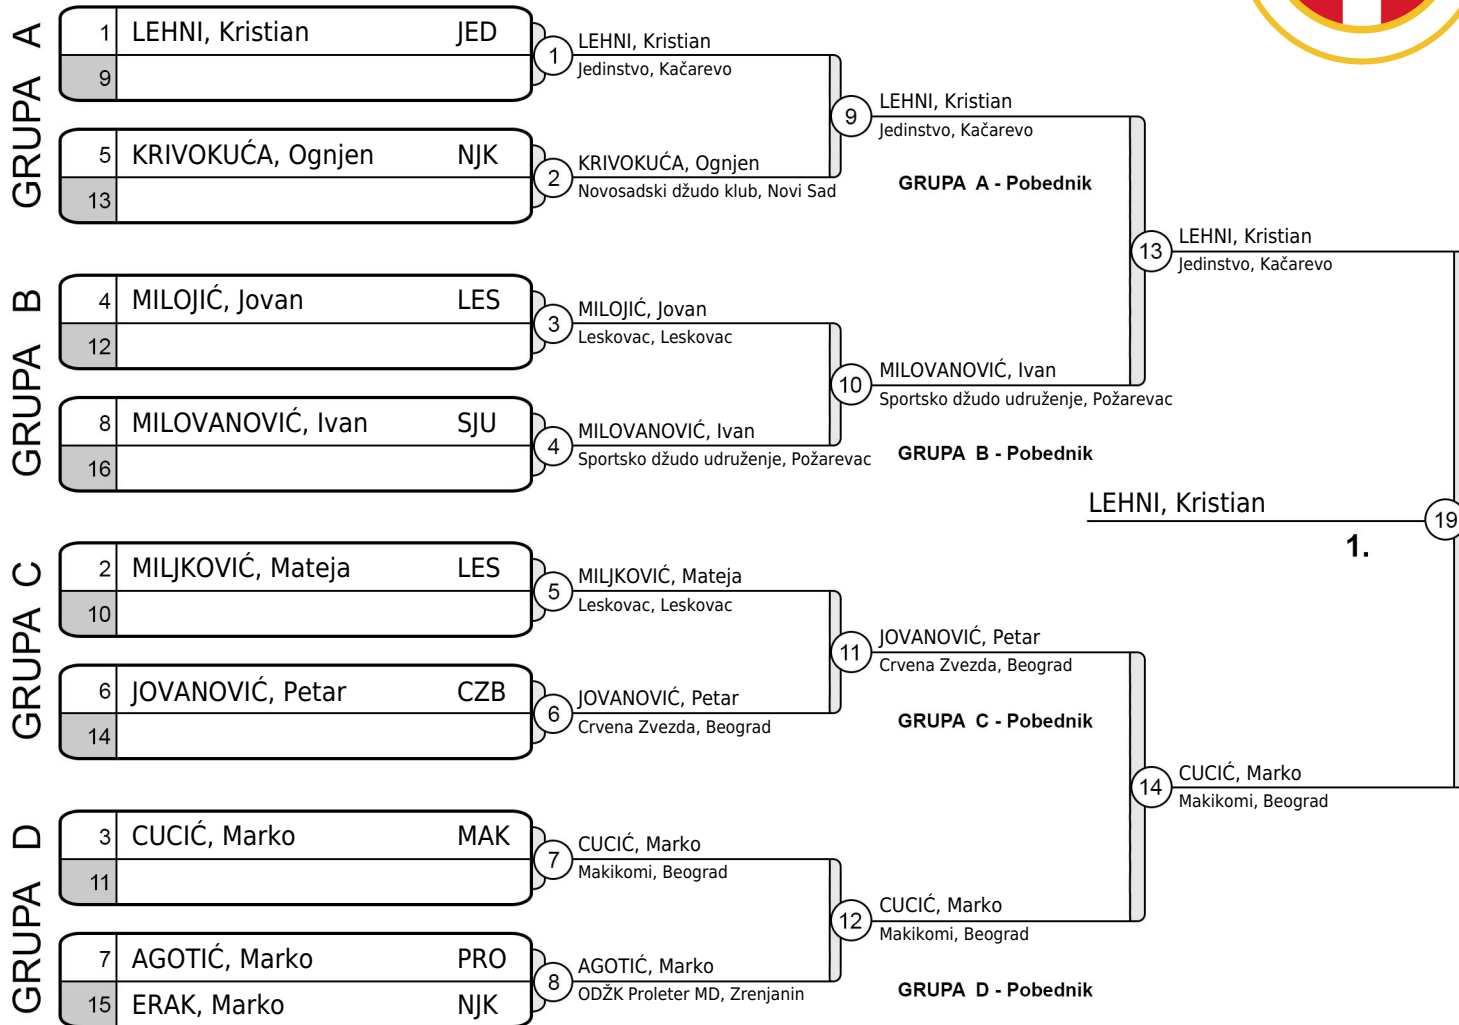 GRUPA A
1 LEHNI, Kristian JED
9
1
LEHNI, Kristian
Jedinstvo, Kačarevo
5 KRIVOKUĆA, Ognjen NJK
13
2
KRIVOKUĆA, Ognjen
Novosadski džudo klub, Novi Sad
9
LEHNI, Kristian
Jedinstvo, Kačarevo
GRUPA A - Pobednik
GRUPA B
4 MILOJIĆ, Jovan LES
12
3
MILOJIĆ, Jovan
Leskovac, Leskovac
8 MILOVANOVIĆ, Ivan SJU
16
4
MILOVANOVIĆ, Ivan
Sportsko džudo udruženje, Požarevac
10
MILOVANOVIĆ, Ivan
Sportsko džudo udruženje, Požarevac
GRUPA B - Pobednik
13
LEHNI, Kristian
Jedinstvo, Kačarevo
LEHNI, Kristian
19
1.
GRUPA C
2 MILJKOVIĆ, Mateja LES
10
5
MILJKOVIĆ, Mateja
Leskovac, Leskovac
6 JOVANOVIĆ, Petar CZB
14
6
JOVANOVIĆ, Petar
Crvena Zvezda, Beograd
11
JOVANOVIĆ, Petar
Crvena Zvezda, Beograd
GRUPA C - Pobednik
14
CUCIĆ, Marko
Makikomi, Beograd
GRUPA D
3 CUCIĆ, Marko MAK
11
7
CUCIĆ, Marko
Makikomi, Beograd
7 AGOTIĆ, Marko PRO
15 ERAK, Marko NJK
8
AGOTIĆ, Marko
ODŽK Proleter MD, Zrenjanin
12
CUCIĆ, Marko
Makikomi, Beograd
GRUPA D - Pobednik